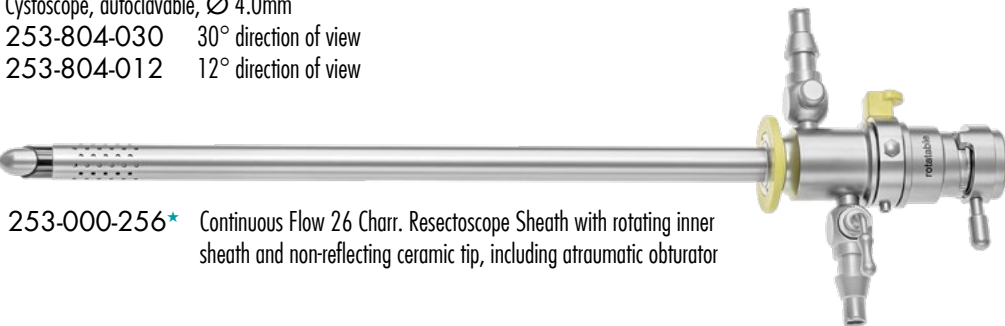 Cystoscope, autoclavable, Ø 4.0mm
253-804-030 30° direction of view
253-804-012 12° direction of view
rotatable
253-000-256★ Continuous Flow 26 Charr. Resectoscope Sheath with rotating inner
sheath and non-reflecting ceramic tip, including atraumatic obturator